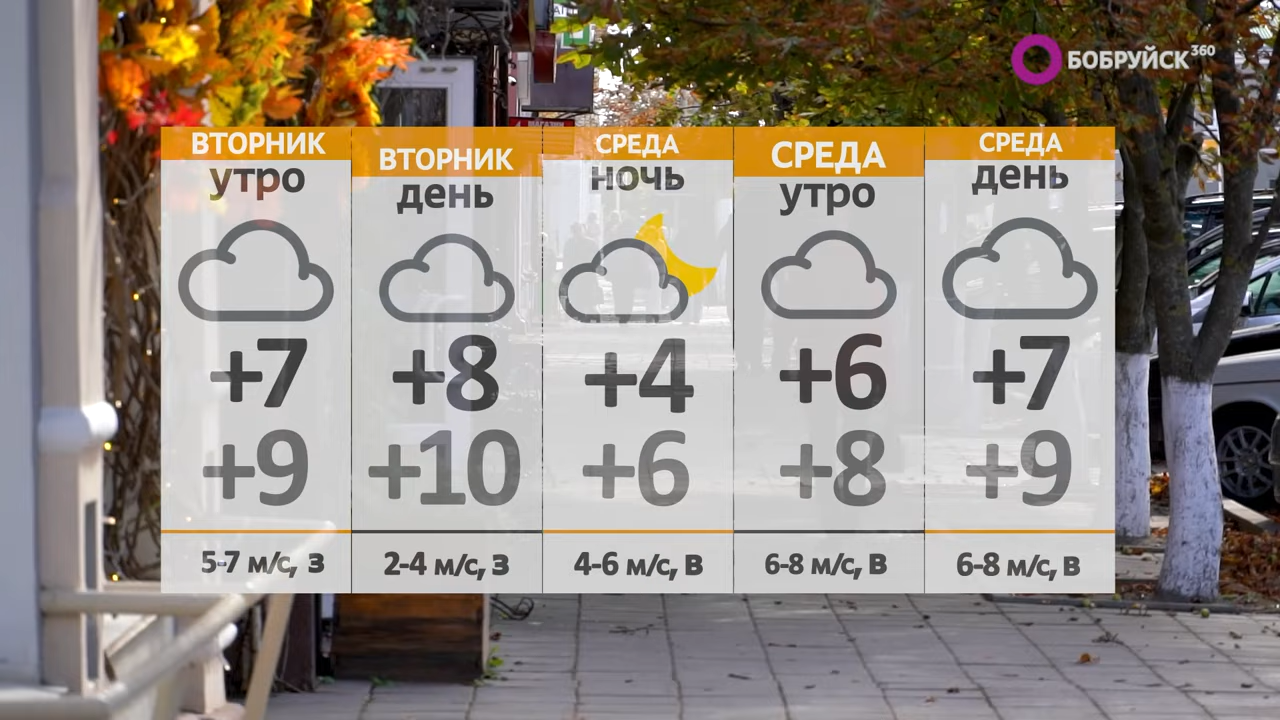 БОБРУЙСК360
ВТОРНИК
утро
+7
+9
5-7 м/с, З
ВТОРНИК
день
+8
+10
2-4 м/с, З
СРЕДА
ночь
+4
+6
4-6 м/с, В
СРЕДА
утро
+6
+8
6-8 м/с, В
СРЕДА
день
+7
+9
6-8 м/с, В